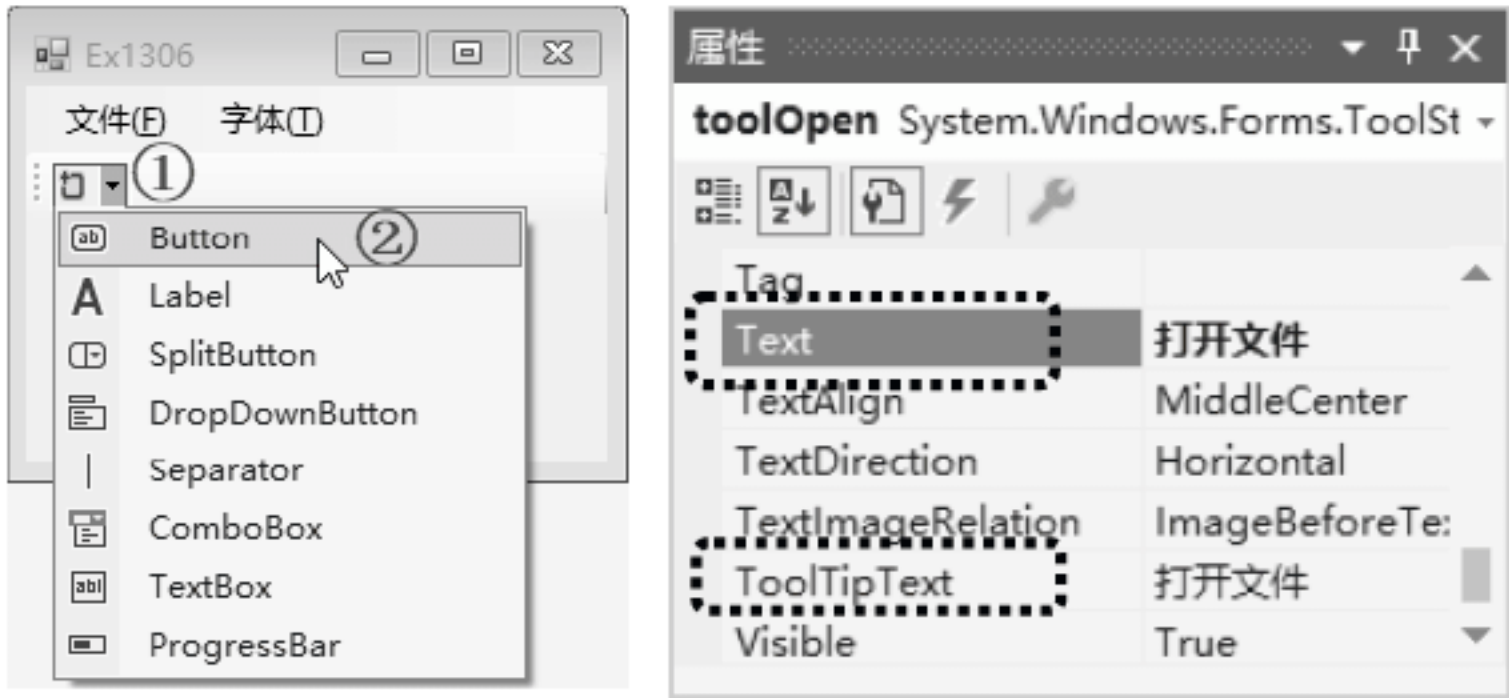 Ex1306
文件(F) 字体(T)
①
Button ②
Label
SplitButton
DropDownButton
Separator
ComboBox
TextBox
ProgressBar
属性
toolOpen System.Windows.Forms.ToolSt
Tag
Text 打开文件
TextAlign MiddleCenter
TextDirection Horizontal
TextImageRelation ImageBeforeTe
ToolTipText 打开文件
Visible True